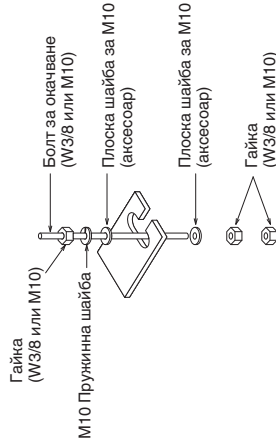 Гайка
(W3/8 или M10)
M10 Пружинна шайба
Болт за окачване
(W3/8 или M10)
Плоска шайба за M10
(аксесоар)
Плоска шайба за M10
(аксесоар)
Гайка
(W3/8 или M10)